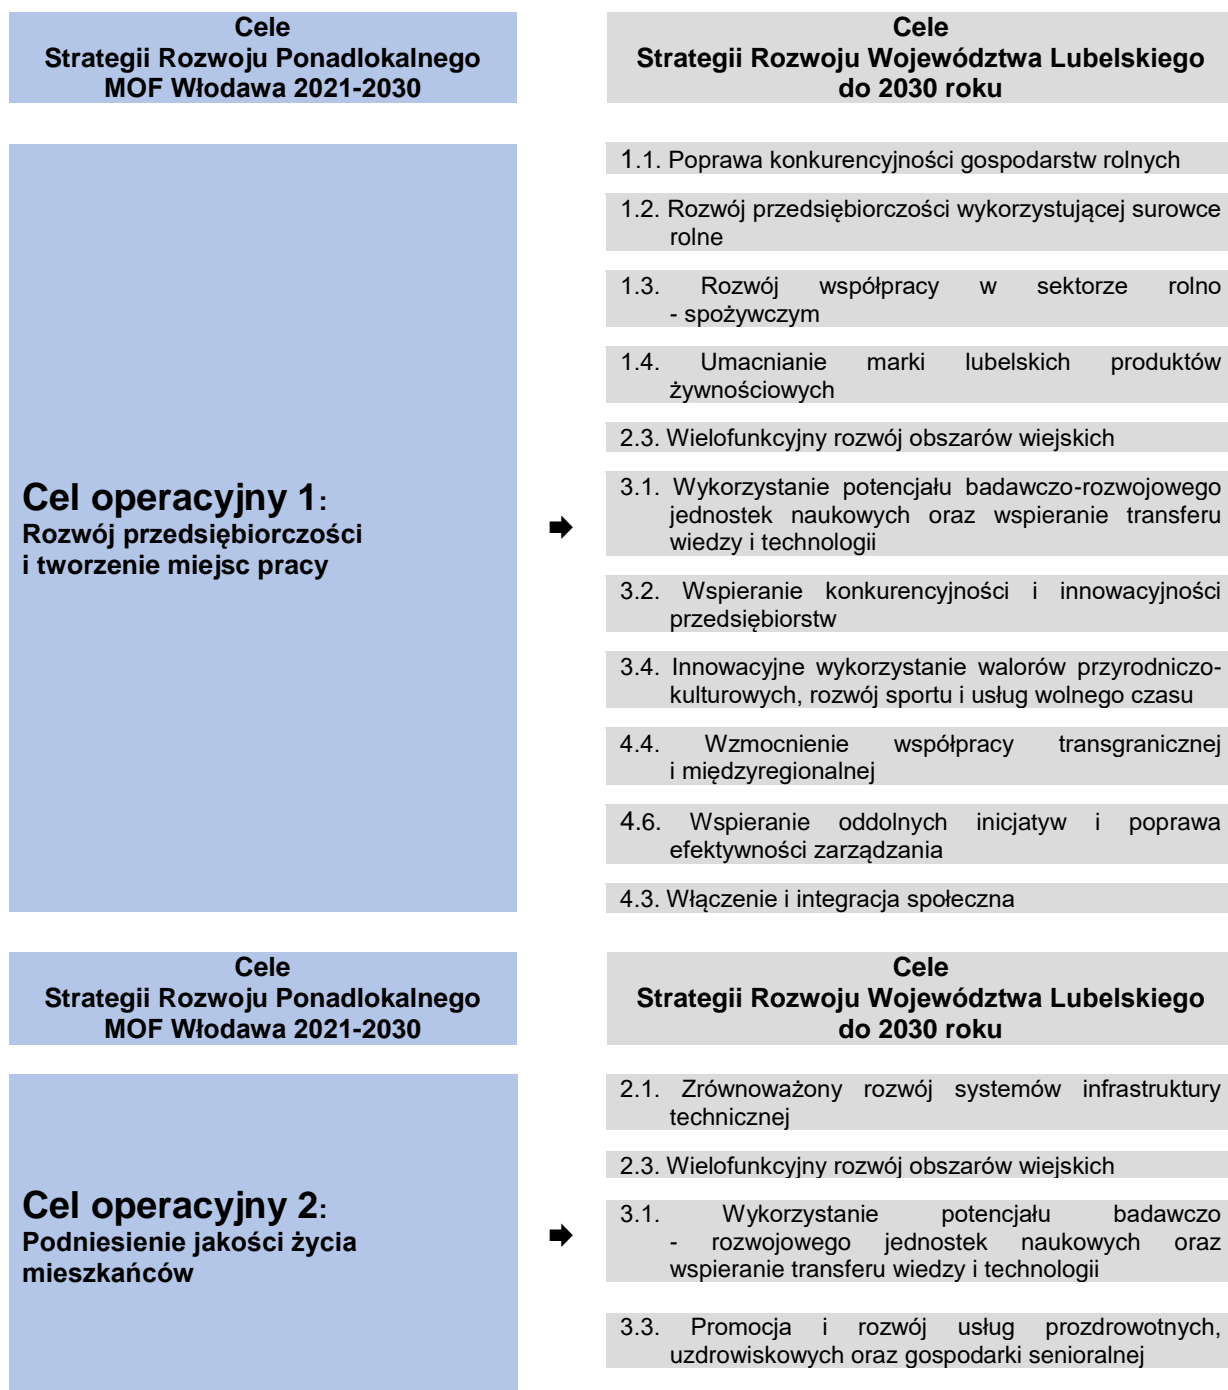 Cele
Strategii Rozwoju Ponadlokalnego
MOF Włodawa 2021-2030
Cele
Strategii Rozwoju Województwa Lubelskiego
do 2030 roku
Cel operacyjny 1:
Rozwój przedsiębiorczości
i tworzenie miejsc pracy
1.1. Poprawa konkurencyjności gospodarstw rolnych
1.2. Rozwój przedsiębiorczości wykorzystującej surowce
rolne
1.3. Rozwój współpracy w sektorze rolno
- spożywczym
1.4. Umacnianie marki lubelskich produktów
żywnościowych
2.3. Wielofunkcyjny rozwój obszarów wiejskich
3.1. Wykorzystanie potencjału badawczo-rozwojowego
jednostek naukowych oraz wspieranie transferu
wiedzy i technologii
3.2. Wspieranie konkurencyjności i innowacyjności
przedsiębiorstw
3.4. Innowacyjne wykorzystanie walorów przyrodniczo-
kulturowych, rozwój sportu i usług wolnego czasu
4.4. Wzmocnienie współpracy transgranicznej
i międzyregionalnej
4.6. Wspieranie oddolnych inicjatyw i poprawa
efektywności zarządzania
4.3. Włączenie i integracja społeczna
Cele
Strategii Rozwoju Ponadlokalnego
MOF Włodawa 2021-2030
Cele
Strategii Rozwoju Województwa Lubelskiego
do 2030 roku
Cel operacyjny 2:
Podniesienie jakości życia
mieszkańców
2.1. Zrównoważony rozwój systemów infrastruktury
technicznej
2.3. Wielofunkcyjny rozwój obszarów wiejskich
3.1. Wykorzystanie potencjału badawczo
- rozwojowego jednostek naukowych oraz
wspieranie transferu wiedzy i technologii
3.3. Promocja i rozwój usług prozdrowotnych,
uzdrowiskowych oraz gospodarki senioralnej